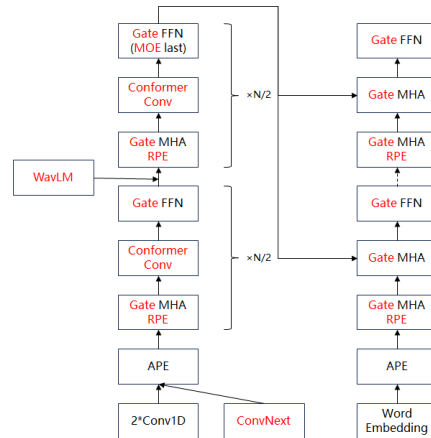 Gate FFN
(MOE last)
Conformer
Conv
×N/2
Gate MHA
RPE
WavLM
Gate FFN
Conformer
Conv
×N/2
Gate MHA
RPE
APE
2*Conv1D
ConvNext
Gate FFN
Gate MHA
Gate MHA
RPE
Gate FFN
Gate MHA
Gate MHA
RPE
APE
Word
Embedding